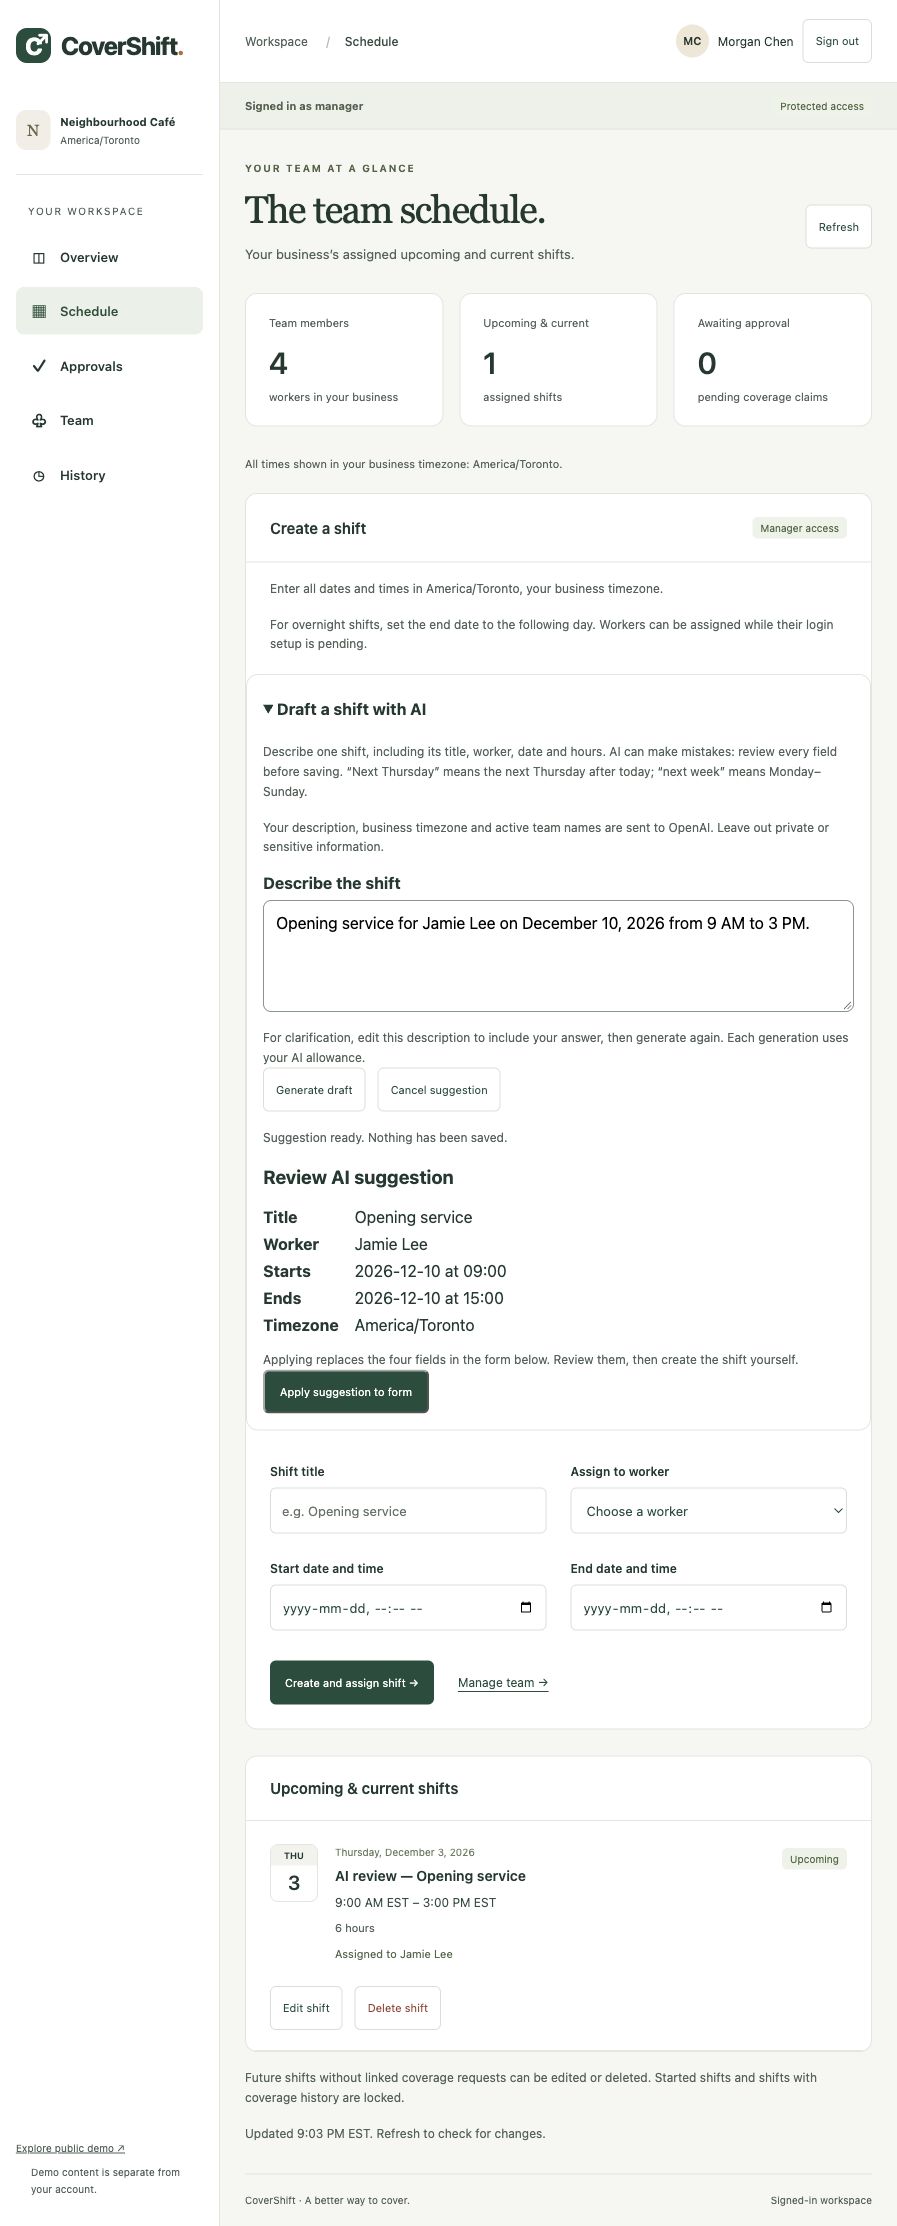 CoverShift.
N
Neighbourhood Café
America/Toronto
YOUR WORKSPACE
Overview
Schedule
Approvals
Team
History
Explore public demo ↗
Demo content is separate from
your account.
Workspace / Schedule
MC Morgan Chen Sign out
Signed in as manager Protected access
YOUR TEAM AT A GLANCE
The team schedule.
Your business’s assigned upcoming and current shifts.
Refresh
Team members
4
workers in your business
Upcoming & current
1
assigned shifts
Awaiting approval
0
pending coverage claims
All times shown in your business timezone: America/Toronto.
Create a shift Manager access
Enter all dates and times in America/Toronto, your business timezone.
For overnight shifts, set the end date to the following day. Workers can be assigned while their login
setup is pending.
▼ Draft a shift with AI
Describe one shift, including its title, worker, date and hours. AI can make mistakes: review every field
before saving. “Next Thursday” means the next Thursday after today; “next week” means Monday–
Sunday.
Your description, business timezone and active team names are sent to OpenAI. Leave out private or
sensitive information.
Describe the shift
Opening service for Jamie Lee on December 10, 2026 from 9 AM to 3 PM.
For clarification, edit this description to include your answer, then generate again. Each generation uses
your AI allowance.
Generate draft Cancel suggestion
Suggestion ready. Nothing has been saved.
Review AI suggestion
Title Opening service
Worker Jamie Lee
Starts 2026-12-10 at 09:00
Ends 2026-12-10 at 15:00
Timezone America/Toronto
Applying replaces the four fields in the form below. Review them, then create the shift yourself.
Apply suggestion to form
Shift title Assign to worker
e.g. Opening service Choose a worker
Start date and time End date and time
yyyy-mm-dd, --:-- -- yyyy-mm-dd, --:-- --
Create and assign shift → Manage team →
Upcoming & current shifts
THU
3
Thursday, December 3, 2026
AI review — Opening service
9:00 AM EST – 3:00 PM EST
6 hours
Assigned to Jamie Lee
Upcoming
Edit shift Delete shift
Future shifts without linked coverage requests can be edited or deleted. Started shifts and shifts with
coverage history are locked.
Updated 9:03 PM EST. Refresh to check for changes.
CoverShift · A better way to cover. Signed-in workspace